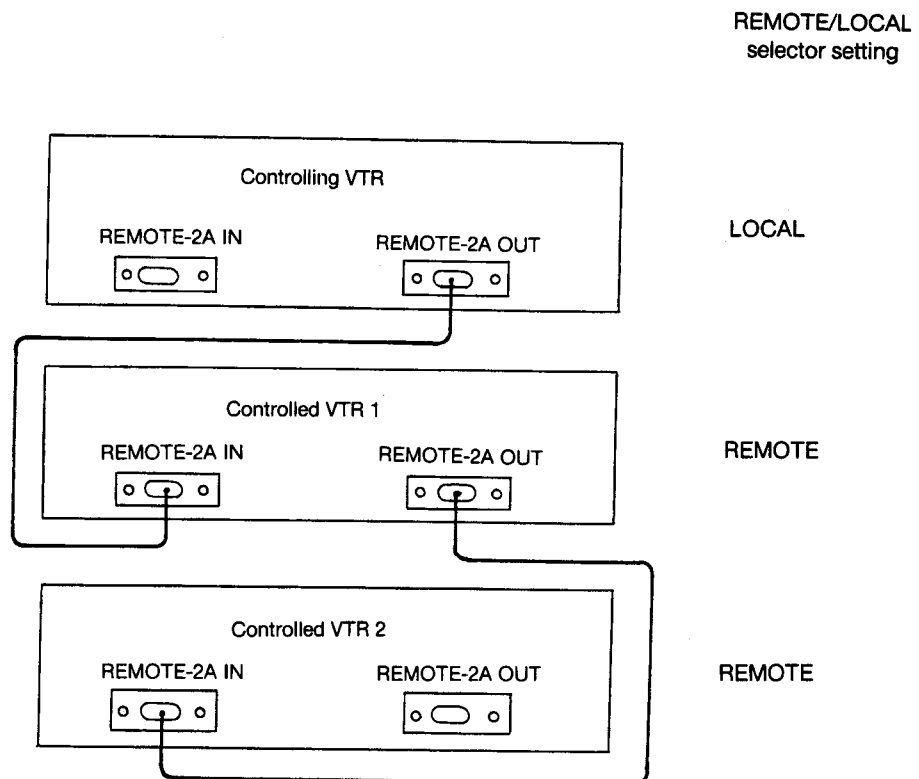 REMOTE/LOCAL
selector setting
Controlling VTR
REMOTE-2A IN
REMOTE-2A OUT
LOCAL
Controlled VTR 1
REMOTE-2A IN
REMOTE-2A OUT
REMOTE
Controlled VTR 2
REMOTE-2A IN
REMOTE-2A OUT
REMOTE